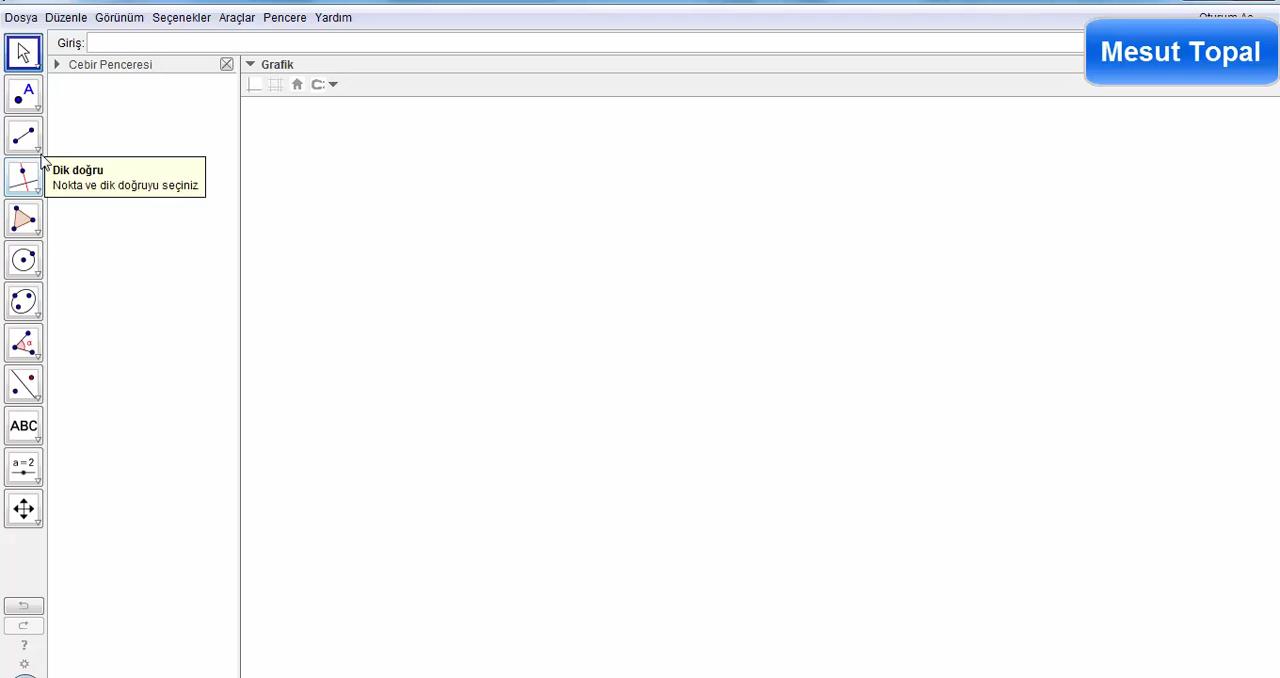 Dosya Düzenle Görünüm Seçenekler Araçlar Pencere Yardım
Giriş:
Mesut Topal
Cebir Penceresi
Grafik
A
Dik doğru
Nokta ve dik doğruyu seçiniz
α
ABC
a=2
?